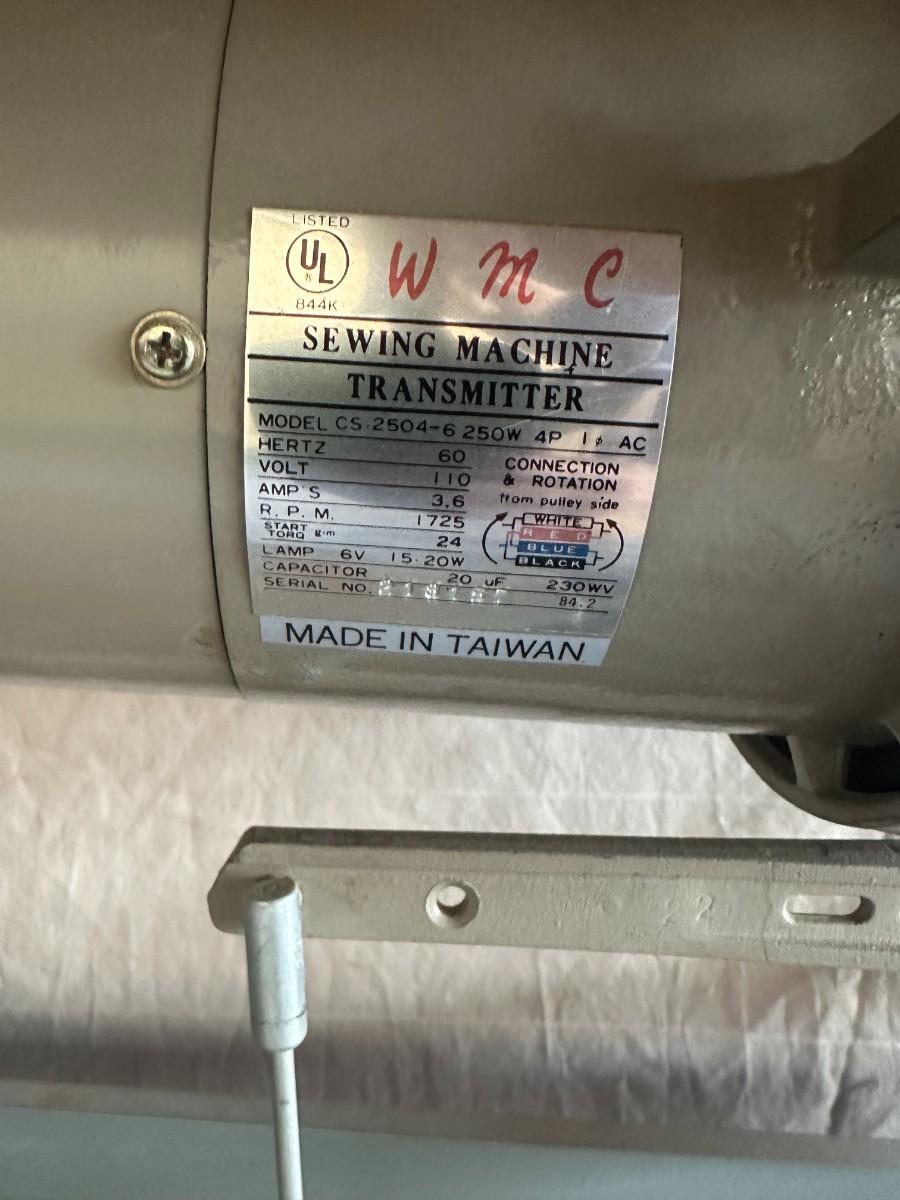 LISTED
UL
844K
W M C
SEWING MACHINE
TRANSMITTER
MODEL CS-2504-6 250W 4P 1ø AC
HERTZ 60
VOLT 110
AMP'S 3.6
R. P. M. 1725
START TORQ g-m 24
LAMP 6V 15-20W
CAPACITOR 20 uF 230WV
SERIAL NO. 84.2
CONNECTION
& ROTATION
from pulley side
WHITE
RED
BLUE
BLACK
MADE IN TAIWAN
22